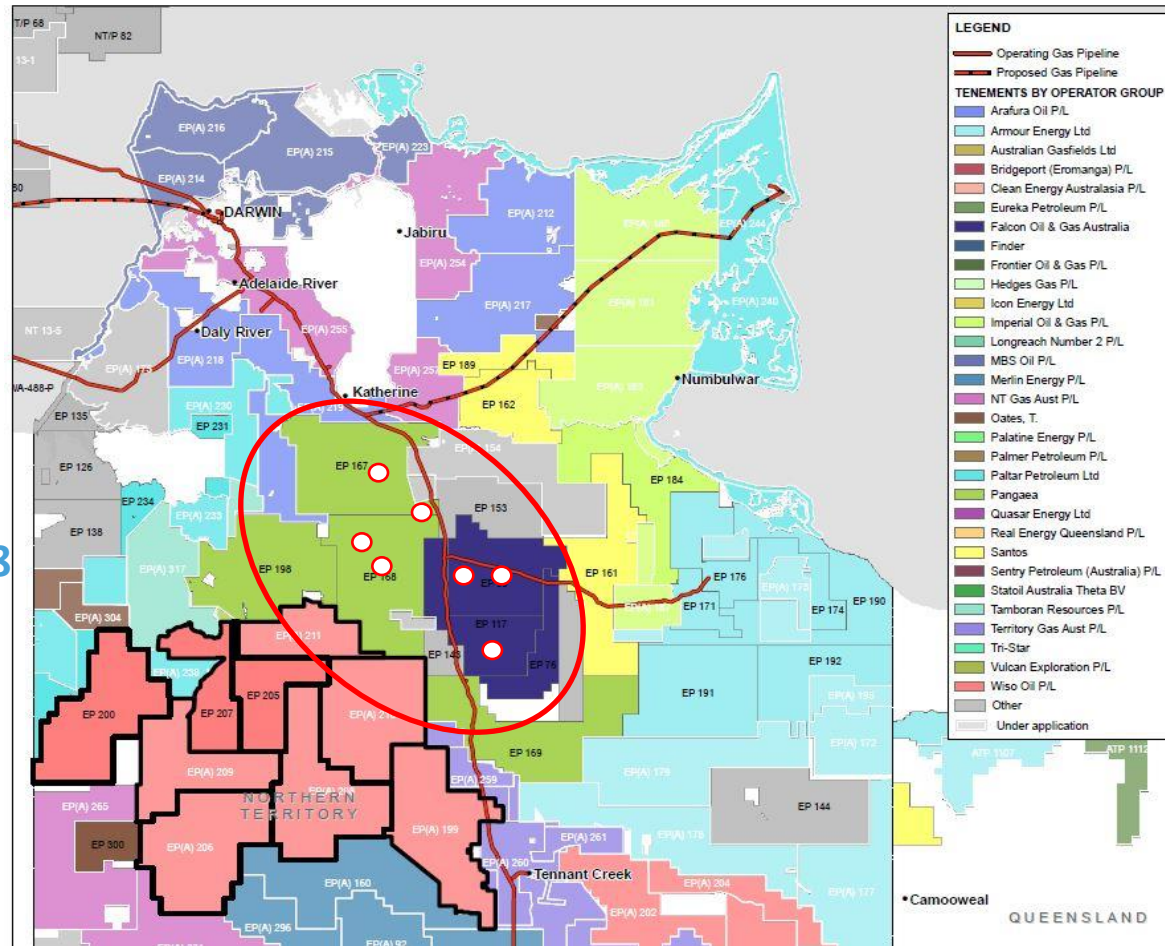 T/P 68
NT/P 82
13-1
EP(A) 216
EP(A) 215
EP(A) 223
EP(A) 214
DARWIN
EP(A) 212
EP(A) 244
Jabiru
EP(A) 254
Adelaide River
EP(A) 217
EP(A) 240
NT 13-5
Daly River
EP(A) 255
EP(A) 218
EP 189
Numbulwar
WA-488-P
Katherine
EP 162
EP 135
EP(A) 230
EP(A) 219
EP 231
EP 126
EP 167
EP 184
EP 234
EP 153
EP(A) 233
EP 138
EP(A) 317
EP 198
EP 168
EP 161
EP 176
EP 190
EP 171
EP 174
EP(A) 304
EP 117
EP 143
EP 76
EP 192
EP 205
EP 200
EP 207
EP 191
EP 169
EP(A) 209
EP(A) 259
NORTHERN
TERRITORY
EP(A) 265
EP 144
ATP 1107
ATP 1112
EP 300
EP(A) 206
EP(A) 199
EP(A) 261
EP(A) 260
Tennant Creek
EP(A) 160
EP(A) 204
EP(A) 202
Camooweal
EP(A) 296
QUEENSLAND
LEGEND
Operating Gas Pipeline
Proposed Gas Pipeline
TENEMENTS BY OPERATOR GROUP
Arafura Oil P/L
Armour Energy Ltd
Australian Gasfields Ltd
Bridgeport (Eromanga) P/L
Clean Energy Australasia P/L
Eureka Petroleum P/L
Falcon Oil & Gas Australia
Finder
Frontier Oil & Gas P/L
Hedges Gas P/L
Icon Energy Ltd
Imperial Oil & Gas P/L
Longreach Number 2 P/L
MBS Oil P/L
Merlin Energy P/L
NT Gas Aust P/L
Oates, T.
Palatine Energy P/L
Palmer Petroleum P/L
Paltar Petroleum Ltd
Pangaea
Quasar Energy Ltd
Real Energy Queensland P/L
Santos
Sentry Petroleum (Australia) P/L
Statoil Australia Theta BV
Tamboran Resources P/L
Territory Gas Aust P/L
Tri-Star
Vulcan Exploration P/L
Wiso Oil P/L
Other
Under application